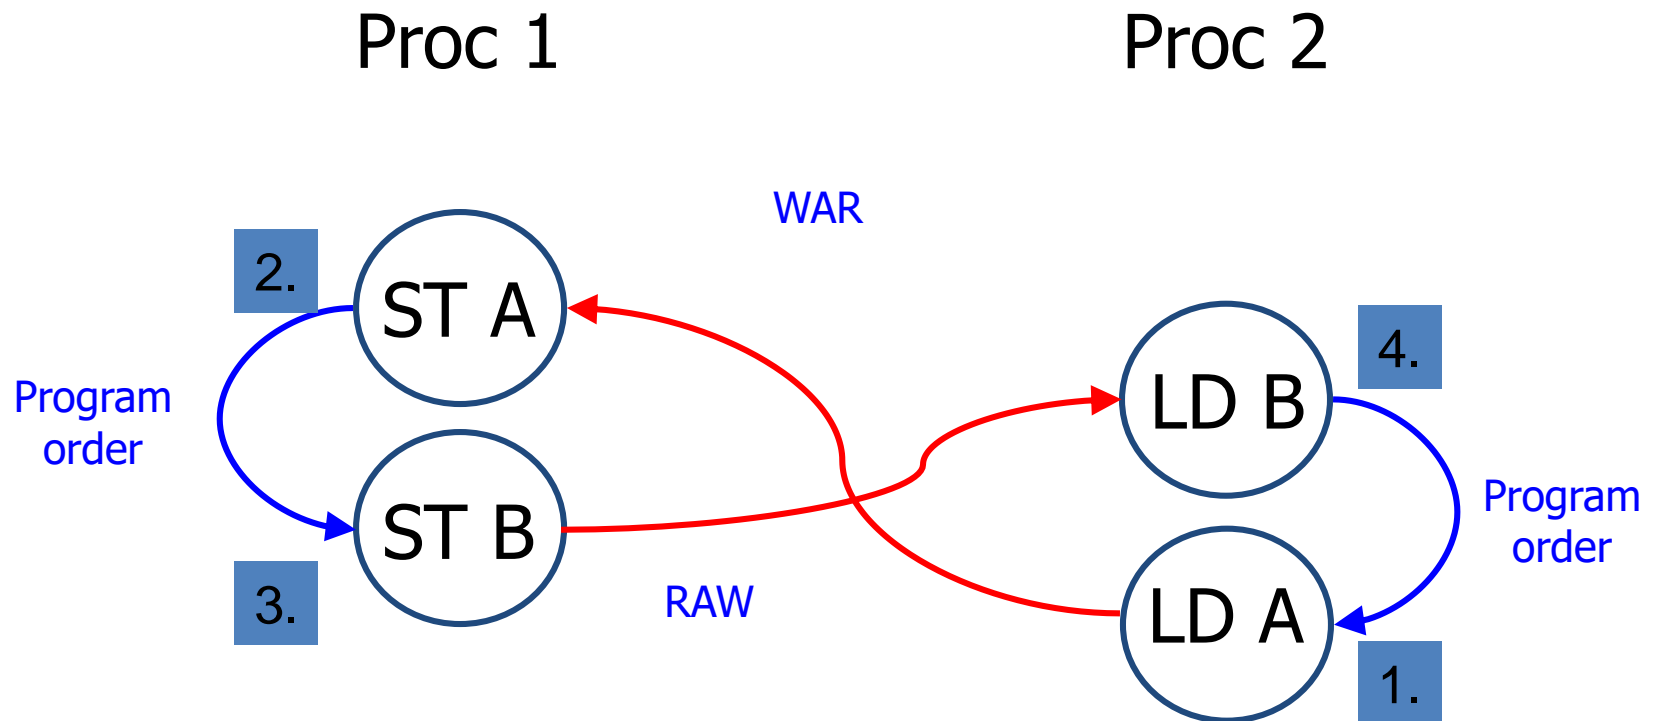 Proc 1
Proc 2
WAR
2.
ST A
4.
LD B
Program
order
ST B
3.
RAW
Program
order
LD A
1.